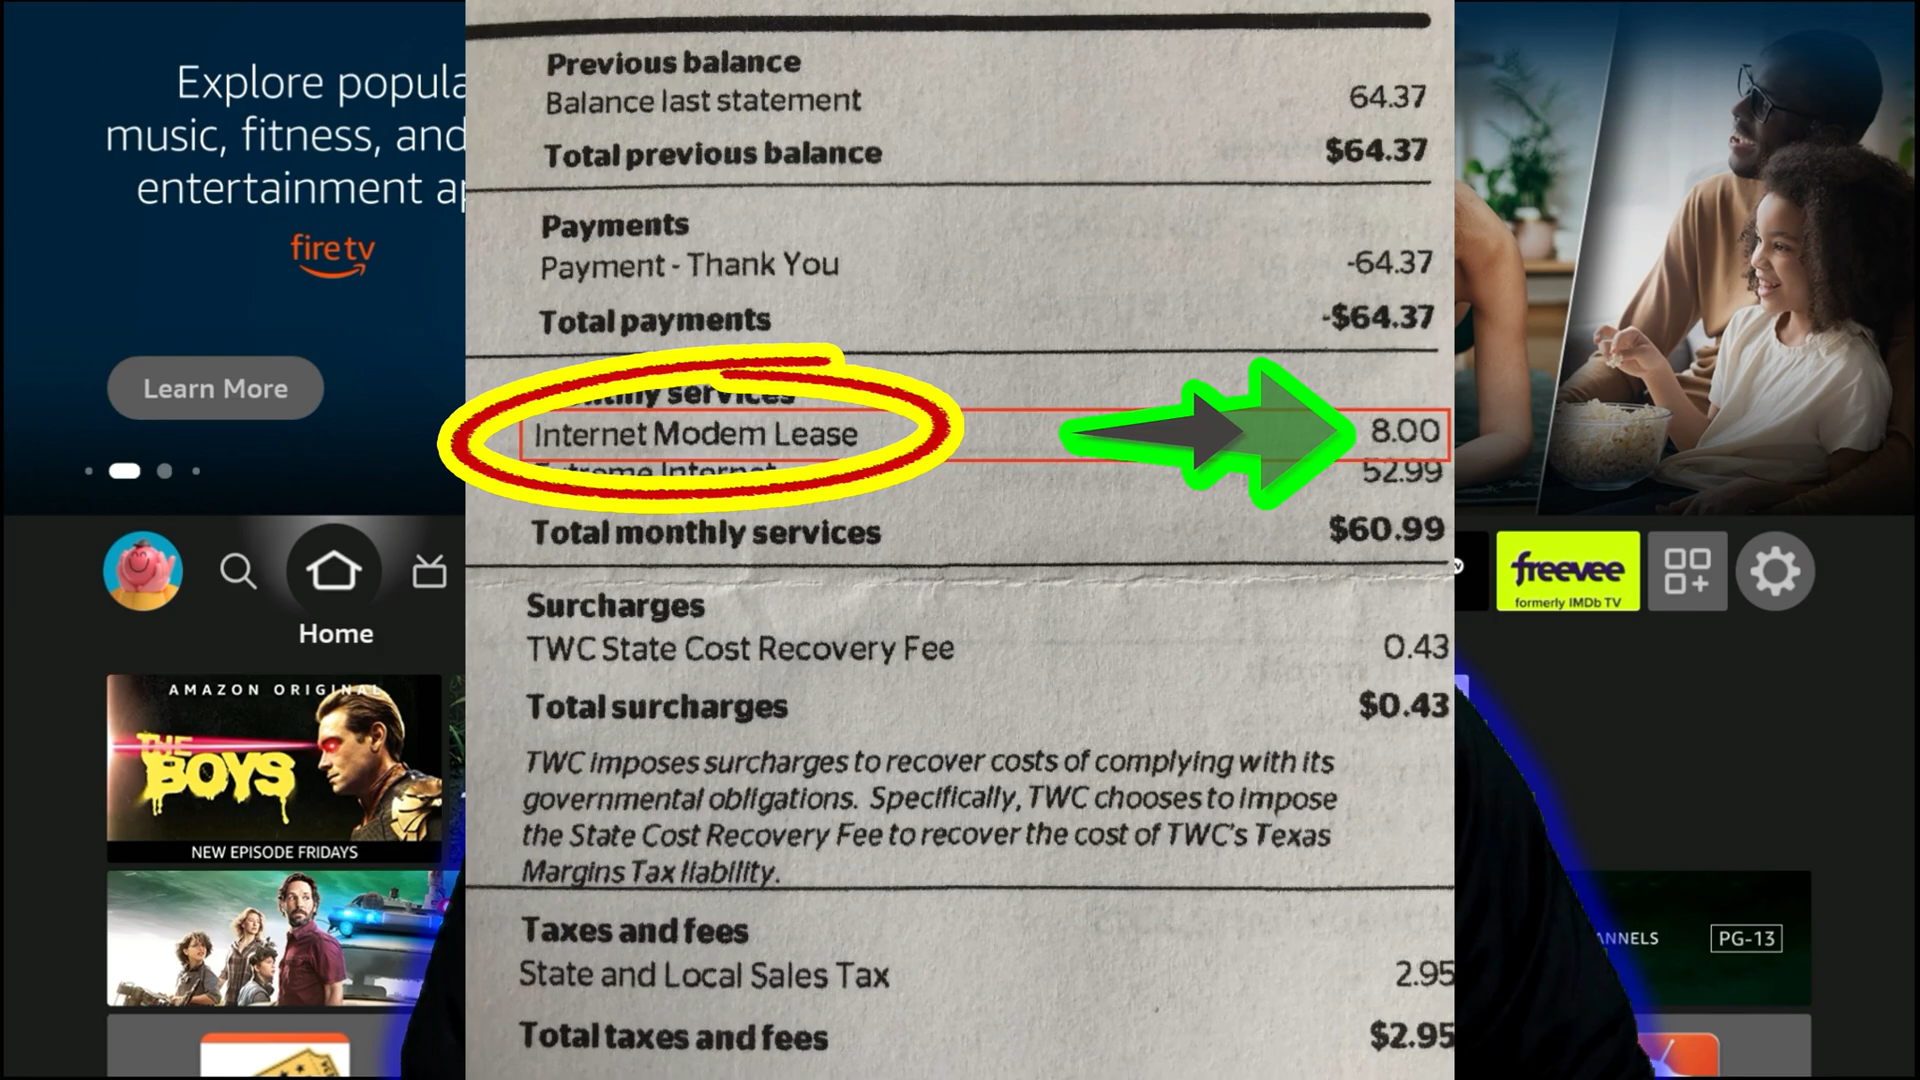 Explore popula
music, fitness, and
entertainment ap
fire tv
Learn More
Home
AMAZON ORIGINAL
THE
BOYS
NEW EPISODE FRIDAYS
Previous balance
Balance last statement 64.37
Total previous balance $64.37
Payments
Payment - Thank You -64.37
Total payments -$64.37
services
Internet Modem Lease 8.00
Extreme Internet 52.99
Total monthly services $60.99
Surcharges
TWC State Cost Recovery Fee 0.43
Total surcharges $0.43
TWC imposes surcharges to recover costs of complying with its
governmental obligations. Specifically, TWC chooses to impose
the State Cost Recovery Fee to recover the cost of TWC's Texas
Margins Tax liability.
Taxes and fees
State and Local Sales Tax 2.95
Total taxes and fees $2.95
freevee
formerly IMDb TV
ANNELS PG-13